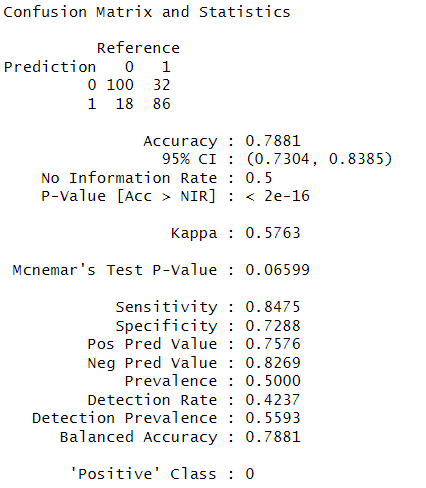 Confusion Matrix and Statistics
Reference
Prediction 0 1
0 100 32
1 18 86
Accuracy : 0.7881
95% CI : (0.7304, 0.8385)
No Information Rate : 0.5
P-Value [Acc > NIR] : < 2e-16
Kappa : 0.5763
Mcnemar's Test P-Value : 0.06599
Sensitivity : 0.8475
Specificity : 0.7288
Pos Pred Value : 0.7576
Neg Pred Value : 0.8269
Prevalence : 0.5000
Detection Rate : 0.4237
Detection Prevalence : 0.5593
Balanced Accuracy : 0.7881
'Positive' Class : 0